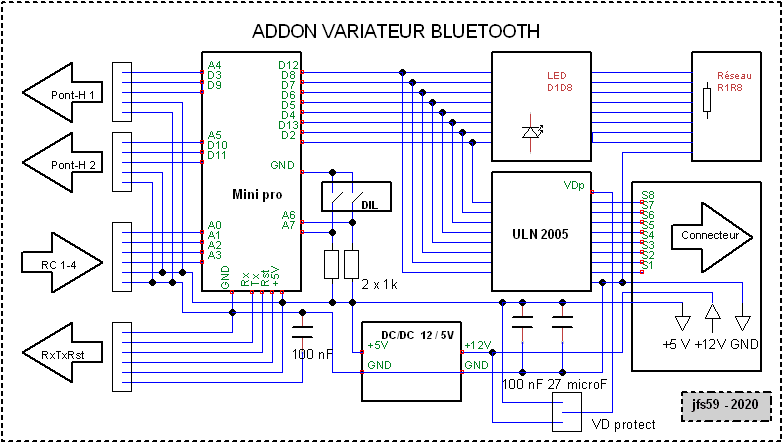 ADDON VARIATEUR BLUETOOTH
Pont-H 1
A4
D3
D9
D12
D8
D7
D6
D5
D4
D13
D2
LED
D1D8
Réseau
R1R8
Pont-H 2
A5
D10
D11
GND
Mini pro
DIL
A6
A7
VDp
ULN 2005
S8
S7
S6
S5
S4
S3
S2
S1
Connecteur
RC 1-4
A0
A1
A2
A3
GND
Rx
Tx
Rst
+5V
2 x 1k
RxTxRst
100 nF
DC/DC 12 / 5V
+5V
+12V
GND
GND
100 nF
27 microF
+5 V
+12V
GND
VD protect
jfs59 - 2020